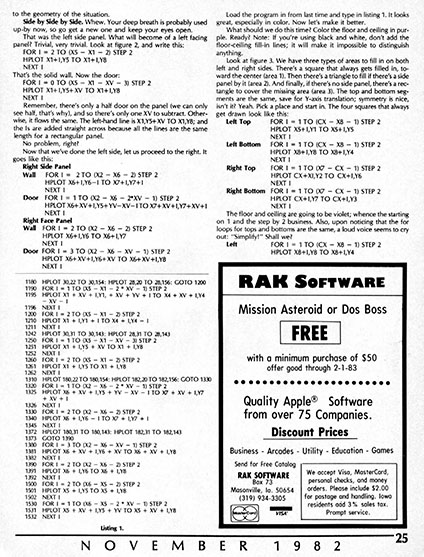 to the geometry of the situation.
Side by Side by Side. Whew. Your deep breath is probably used
up by now, so go get a new one and keep your eyes open.
That was the left side panel. What will become of a left facing
panel? Trivial, very trivial. Look at figure 2, and write this:
FOR I = 0 TO (X5 − X1 − 2) STEP 2
HPLOT X1+I,Y5 TO X1+I,Y8
NEXT I
That's the solid wall. Now the door:
FOR I = 0 TO (X5 − X1 − XV − 3) STEP 2
HPLOT X1+I,Y5+XV TO X1+I,Y8
NEXT I
Remember, there's only a half door on the panel (we can only
see half, that's why), and so there's only one XV to subtract. Other-
wise, it flows the same. The left-hand line is X1,Y5+XV TO X1,Y8; and
the Is are added straight across because all the lines are the same
length for a rectangular panel.
No problem, right?
Now that we've done the left side, let us proceed to the right. It
goes like this:
Right Side Panel
Wall FOR I = 2 TO (X2 − X6 − 2) STEP 2
HPLOT X6+I,Y6−I TO X7+I,Y7+I
NEXT I
Door FOR I = 0 TO (X2 − X6 − 2*XV − 1) STEP 2
HPLOT X6+XV+I,Y5+YV−XV−I TO X7+XV+I,Y7+XV+I
NEXT I
Right Face Panel
Wall FOR I = 2 TO (X2 − X6 − 2) STEP 2
HPLOT X6+I,Y6 TO X6+I,Y7
NEXT I
Door FOR I = 3 TO (X2 − X6 − XV − 1) STEP 2
HPLOT X6+XV+I,Y6+XV TO X6+XV+I,Y8
NEXT I
1180 HPLOT 30,22 TO 30,154: HPLOT 28,20 TO 28,156: GOTO 1200
1190 FOR I = 1 TO (X5 − X1 − 2 * XV − 1) STEP 2
1195 HPLOT X1 + XV + I,Y1, + XV + YV + I TO X4 + XV + I,Y4
− XV − I
1196 NEXT I
1200 FOR I = 2 TO (X5 − X1 − 2) STEP 2
1210 HPLOT X1 + I,Y1 + I TO X4 + I,Y4 − I
1211 NEXT I
1242 HPLOT 30,31 TO 30,143: HPLOT 28,31 TO 28,143
1250 FOR I = 1 TO (X5 − X1 − XV − 3) STEP 2
1251 HPLOT X1 + I,Y5 + XV TO X1 + I,Y8
1252 NEXT I
1260 FOR I = 2 TO (X5 − X1 − 2) STEP 2
1261 HPLOT X1 + I,Y5 TO X1 + I,Y8
1262 NEXT I
1310 HPLOT 180,22 TO 180,154: HPLOT 182,20 TO 182,156: GOTO 1330
1320 FOR I = 1 TO (X2 − X6 − 2 * XV − 1) STEP 2
1325 HPLOT X6 + XV + I,Y5 + YV − XV − I TO X7 + XV + I,Y7
+ XV + I
1326 NEXT I
1330 FOR I = 2 TO (X2 − X6 − 2) STEP 2
1340 HPLOT X6 + I,Y6 − I TO X7 + I,Y7 + I
1345 NEXT I
1372 HPLOT 180,31 TO 180,143: HPLOT 182,31 TO 182,143
1373 GOTO 1390
1380 FOR I = 3 TO (X2 − X6 − XV − 1) STEP 2
1381 HPLOT X6 + XV + I,Y6 + XV TO X6 + XV + I,Y8
1382 NEXT I
1390 FOR I = 2 TO (X2 − X6 − 2) STEP 2
1391 HPLOT X6 + I,Y6 TO X6 + I,Y8
1392 NEXT I
1500 FOR I = 2 TO (X6 − X5 − 2) STEP 2
1501 HPLOT X5 + I,Y5 TO X5 + I,Y8
1502 NEXT I
1530 FOR I = 1 TO (X6 − X5 − 2 * XV − 3) STEP 2
1531 HPLOT X5 + XV + I,Y5 + XV TO X5 + XV + I,Y8
1532 NEXT I
Listing 1.
Load the program in from last time and type in listing 1. It looks
great, especially in color. Now let's make it better.
What should we do this time? Color the floor and ceiling in pur-
ple. Ready? Note: If you're using black and white, don't add the
floor-ceiling fill-in lines; it will make it impossible to distinguish
anything.
Look at figure 3. We have three types of areas to fill in on both
left and right sides. There's a square that always gets filled in, to-
ward the center (area 1). Then there's a triangle to fill if there's a side
panel by it (area 2). And finally, if there's no side panel, there's a rec-
tangle to cover the missing area (area 3). The top and bottom seg-
ments are the same, save for Y-axis translations; symmetry is nice,
isn't it? Yeah. Pick a place and start in. The four squares that always
get drawn look like this:
Left Top FOR I = 1 TO (CX − X8 − 1) STEP 2
HPLOT X5+I,Y1 TO X5+I,Y5
NEXT I
Left Bottom FOR I = 1 TO (CX − X8 − 1) STEP 2
HPLOT X8+I,Y8 TO X8+I,Y4
NEXT I
Right Top FOR I = 1 TO (X7 − CX − 1) STEP 2
HPLOT CX+XI,Y2 TO CX+I,Y6
NEXT I
Right Bottom FOR I = 1 TO (X7 − CX − 1) STEP 2
HPLOT CX+I,Y7 TO CX+I,Y3
NEXT I
The floor and ceiling are going to be violet; whence the starting
on 1 and the step by 2 business. Also, upon noticing that the for
loops for tops and bottoms are the same, a loud voice seems to cry
out: "Simplify!" Shall we?
Left FOR I = 1 TO (CX − X8 − 1) STEP 2
HPLOT X8+I,Y8 TO X8+I,Y4
RAK SOFTWARE
Mission Asteroid or Dos Boss
FREE
with a minimum purchase of $50
offer good through 2-1-83
Quality Apple® Software
from over 75 Companies.
Discount Prices
Business - Arcades - Utility - Education - Games
Send for Free Catalog
RAK SOFTWARE
Box 73
Masonville, Io. 50654
(319) 934-3305
MasterCard
VISA
We accept Visa, MasterCard,
personal checks, and money
orders. Please include $2.00
for postage and handling. Iowa
residents add 3% sales tax.
Prompt service.
NOVEMBER 1982
25